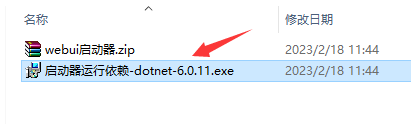 名称 修改日期
webui启动器.zip 2023/2/18 11:44
启动器运行依赖-dotnet-6.0.11.exe 2023/2/18 11:44